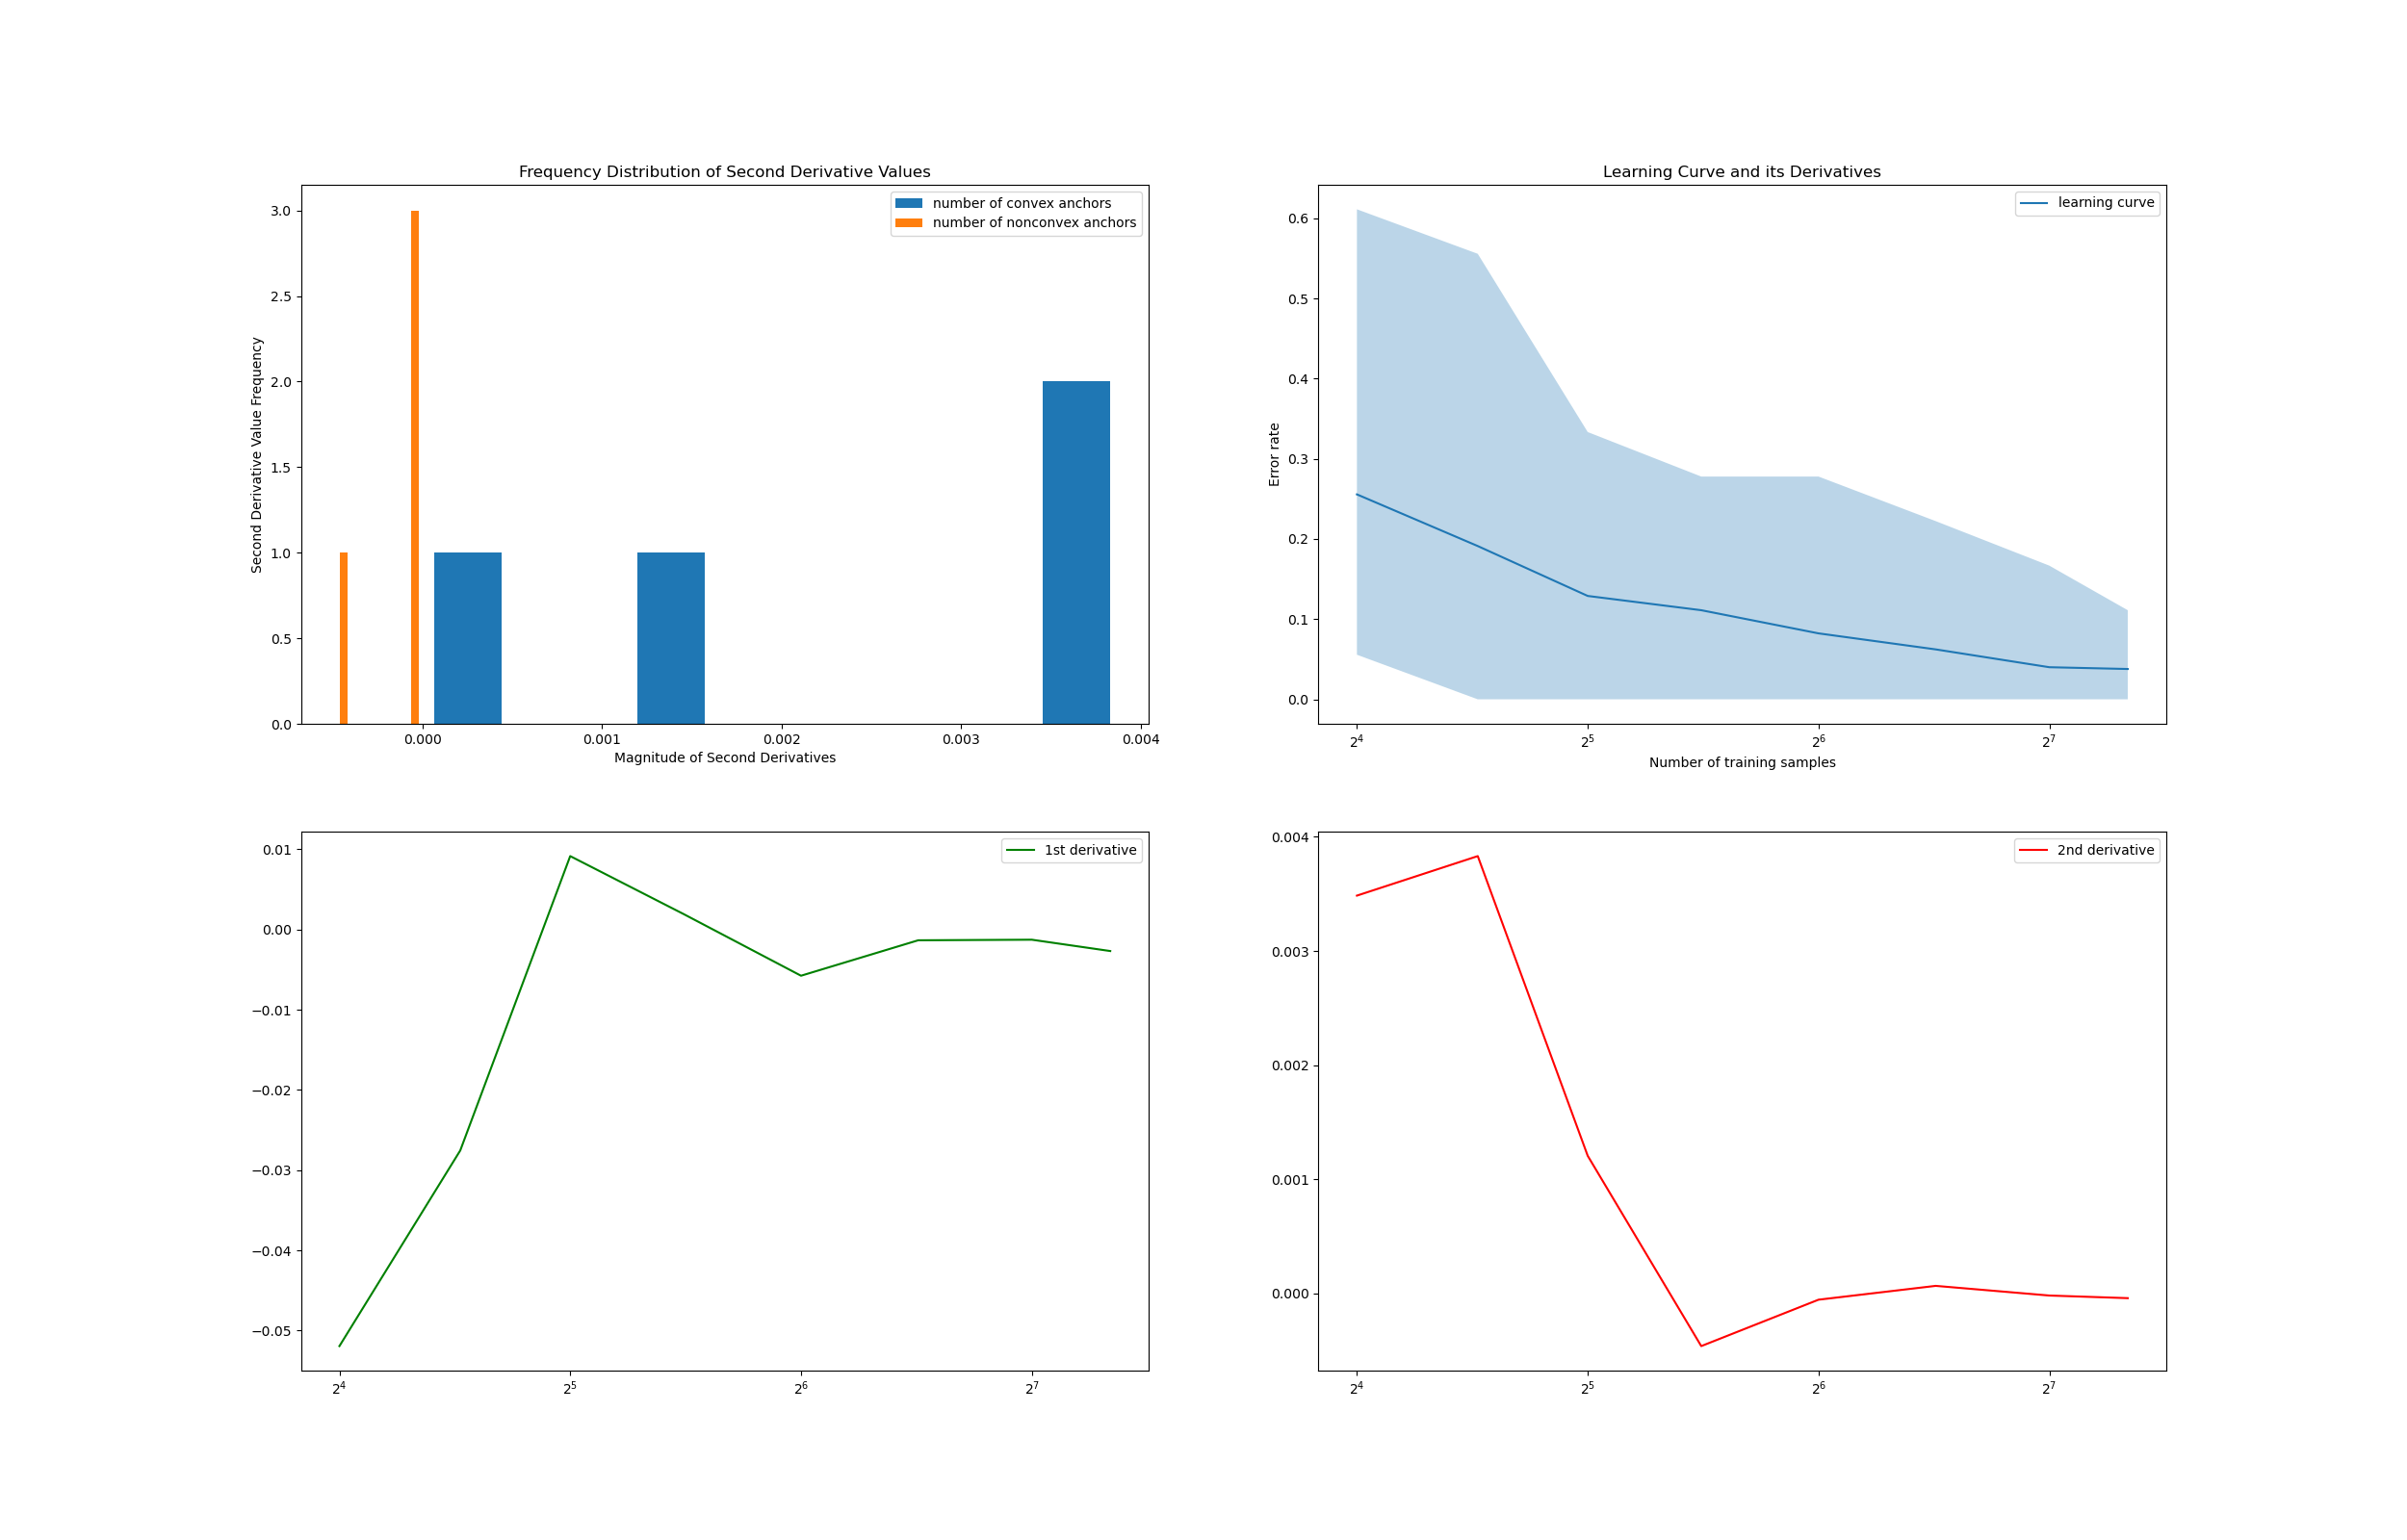 Frequency Distribution of Second Derivative Values
number of convex anchors
number of nonconvex anchors
3.0
2.5
2.0
1.5
1.0
0.5
0.0
Second Derivative Value Frequency
0.000 0.001 0.002 0.003 0.004
Magnitude of Second Derivatives
Learning Curve and its Derivatives
learning curve
0.6
0.5
0.4
0.3
0.2
0.1
0.0
Error rate
2⁴ 2⁵ 2⁶ 2⁷
Number of training samples
1st derivative
0.01
0.00
−0.01
−0.02
−0.03
−0.04
−0.05
2⁴ 2⁵ 2⁶ 2⁷
2nd derivative
0.004
0.003
0.002
0.001
0.000
2⁴ 2⁵ 2⁶ 2⁷